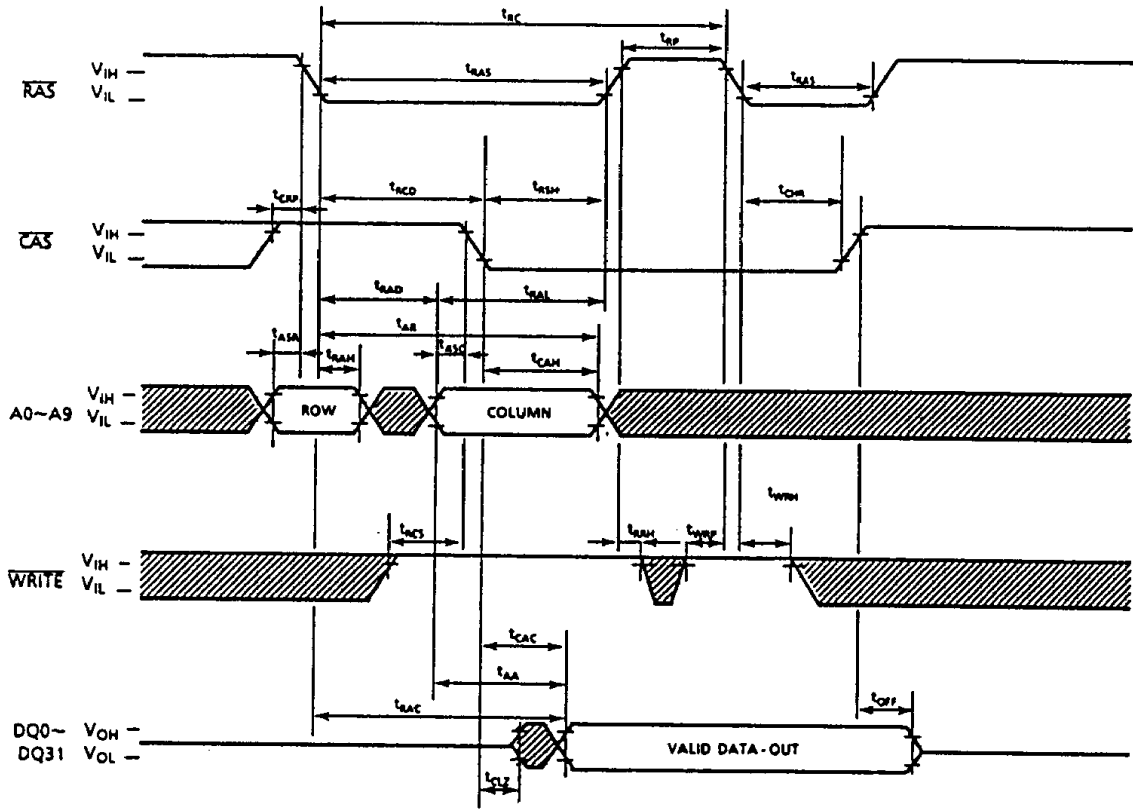 tRC
tRP
VIH
RAS
VIL
tRAS
tRAS
tCRP
tRCD
tRSH
tCHR
VIH
CAS
VIL
tRAD
tRAL
tASR
tAR
tRAH
tASC
tCAH
VIH
A0~A9
VIL
ROW
COLUMN
tRCS
tRRH
tWRP
tWRH
VIH
WRITE
VIL
tCAC
tAA
tRAC
tOFF
DQ0~
VOH
DQ31
VOL
VALID DATA-OUT
tCLZ